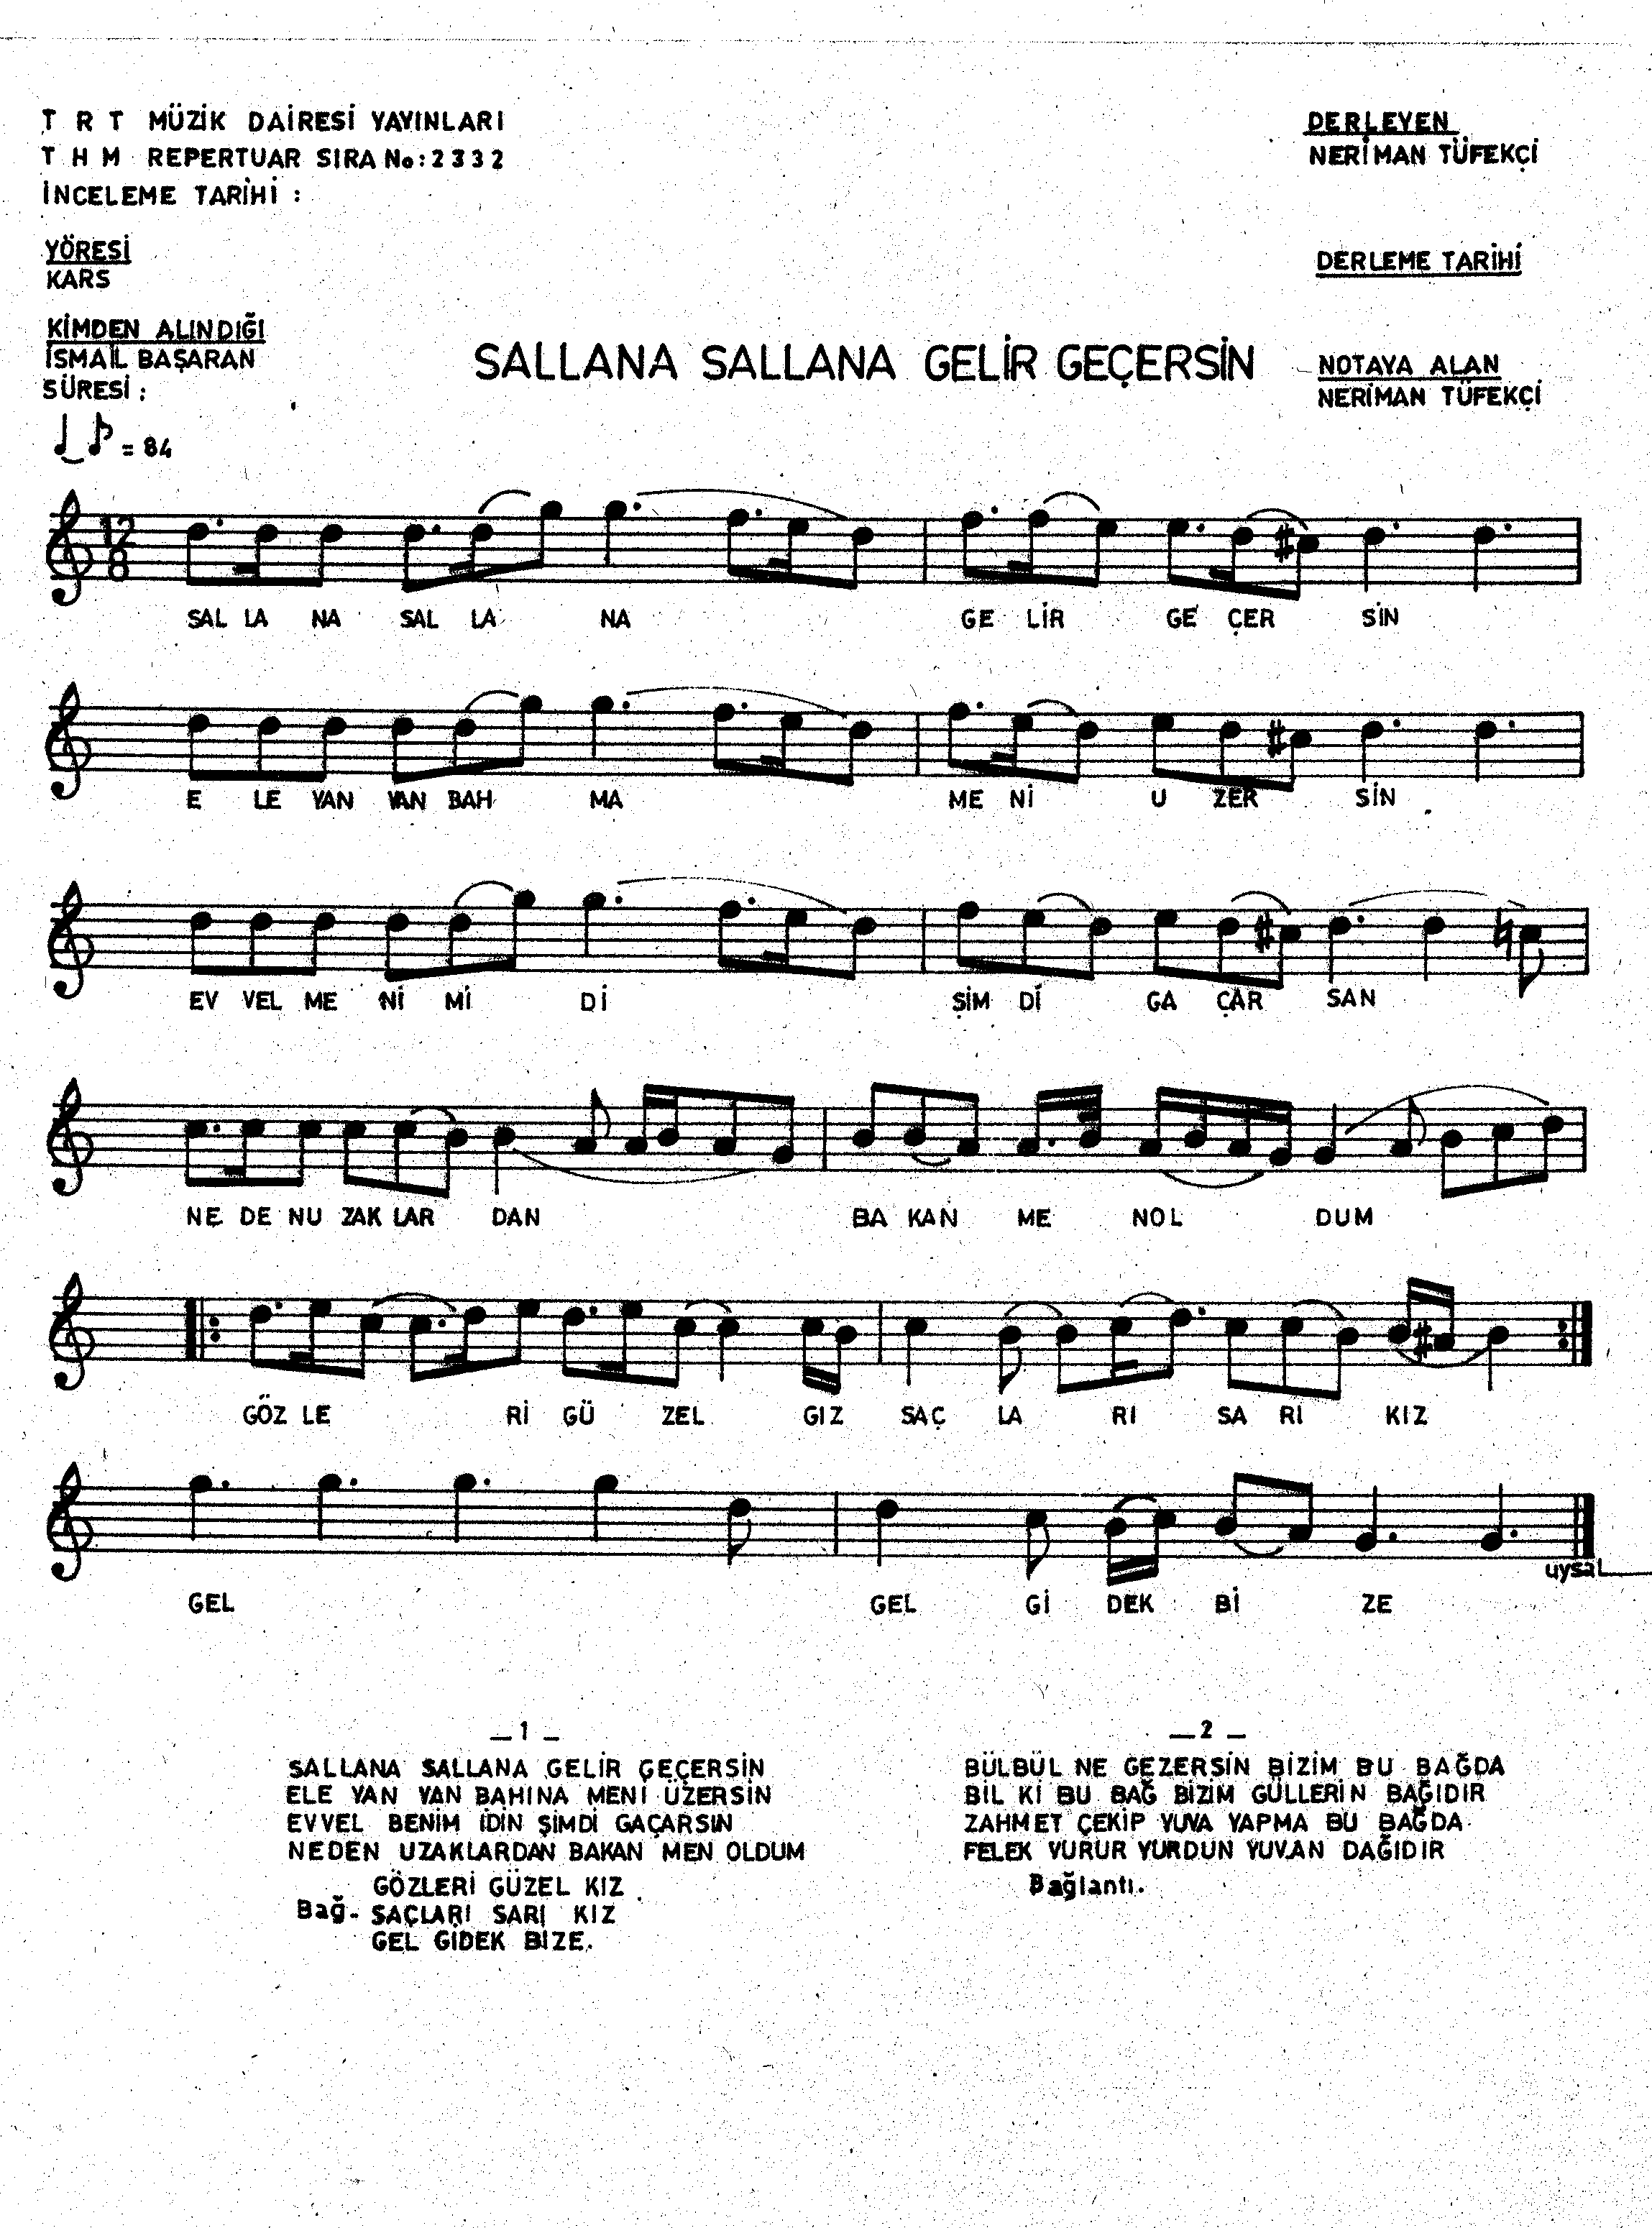 T R T MÜZİK DAİRESİ YAYINLARI
T H M REPERTUAR SIRA No:2332
İNCELEME TARİHİ :
DERLEYEN
NERİMAN TÜFEKÇİ
YÖRESİ
KARS
DERLEME TARİHİ
KİMDEN ALINDIĞI
İSMAİL BAŞARAN
SÜRESİ :
SALLANA SALLANA GELİR GEÇERSİN
NOTAYA ALAN
NERİMAN TÜFEKÇİ
= 84
12
8
SAL LA NA SAL LA NA GE LİR GE ÇER SİN
E LE YAN YAN BAH MA ME Nİ U ZER SİN
EV VEL ME Nİ Mİ Dİ ŞİM Dİ GA ÇAR SAN
NE DE NU ZAK LAR DAN BA KAN ME NOL DUM
GÖZ LE Rİ GÜ ZEL GIZ SAÇ LA RI SA RI KIZ
GEL GEL Gİ DEK Bİ ZE
uysal
— 1 —
SALLANA SALLANA GELİR GEÇERSİN
ELE YAN YAN BAHINA MENİ ÜZERSİN
EVVEL BENİM İDİN ŞİMDİ GAÇARSIN
NEDEN UZAKLARDAN BAKAN MEN OLDUM
GÖZLERİ GÜZEL KIZ
Bağ- SAÇLARI SARI KIZ
GEL GİDEK BİZE.
— 2 —
BÜLBÜL NE GEZERSİN BİZİM BU BAĞDA
BİL Kİ BU BAĞ BİZİM GÜLLERİN BAĞIDIR
ZAHMET ÇEKİP YUVA YAPMA BU BAĞDA
FELEK VURUR YURDUN YUVAN DAĞIDIR
Bağlantı.